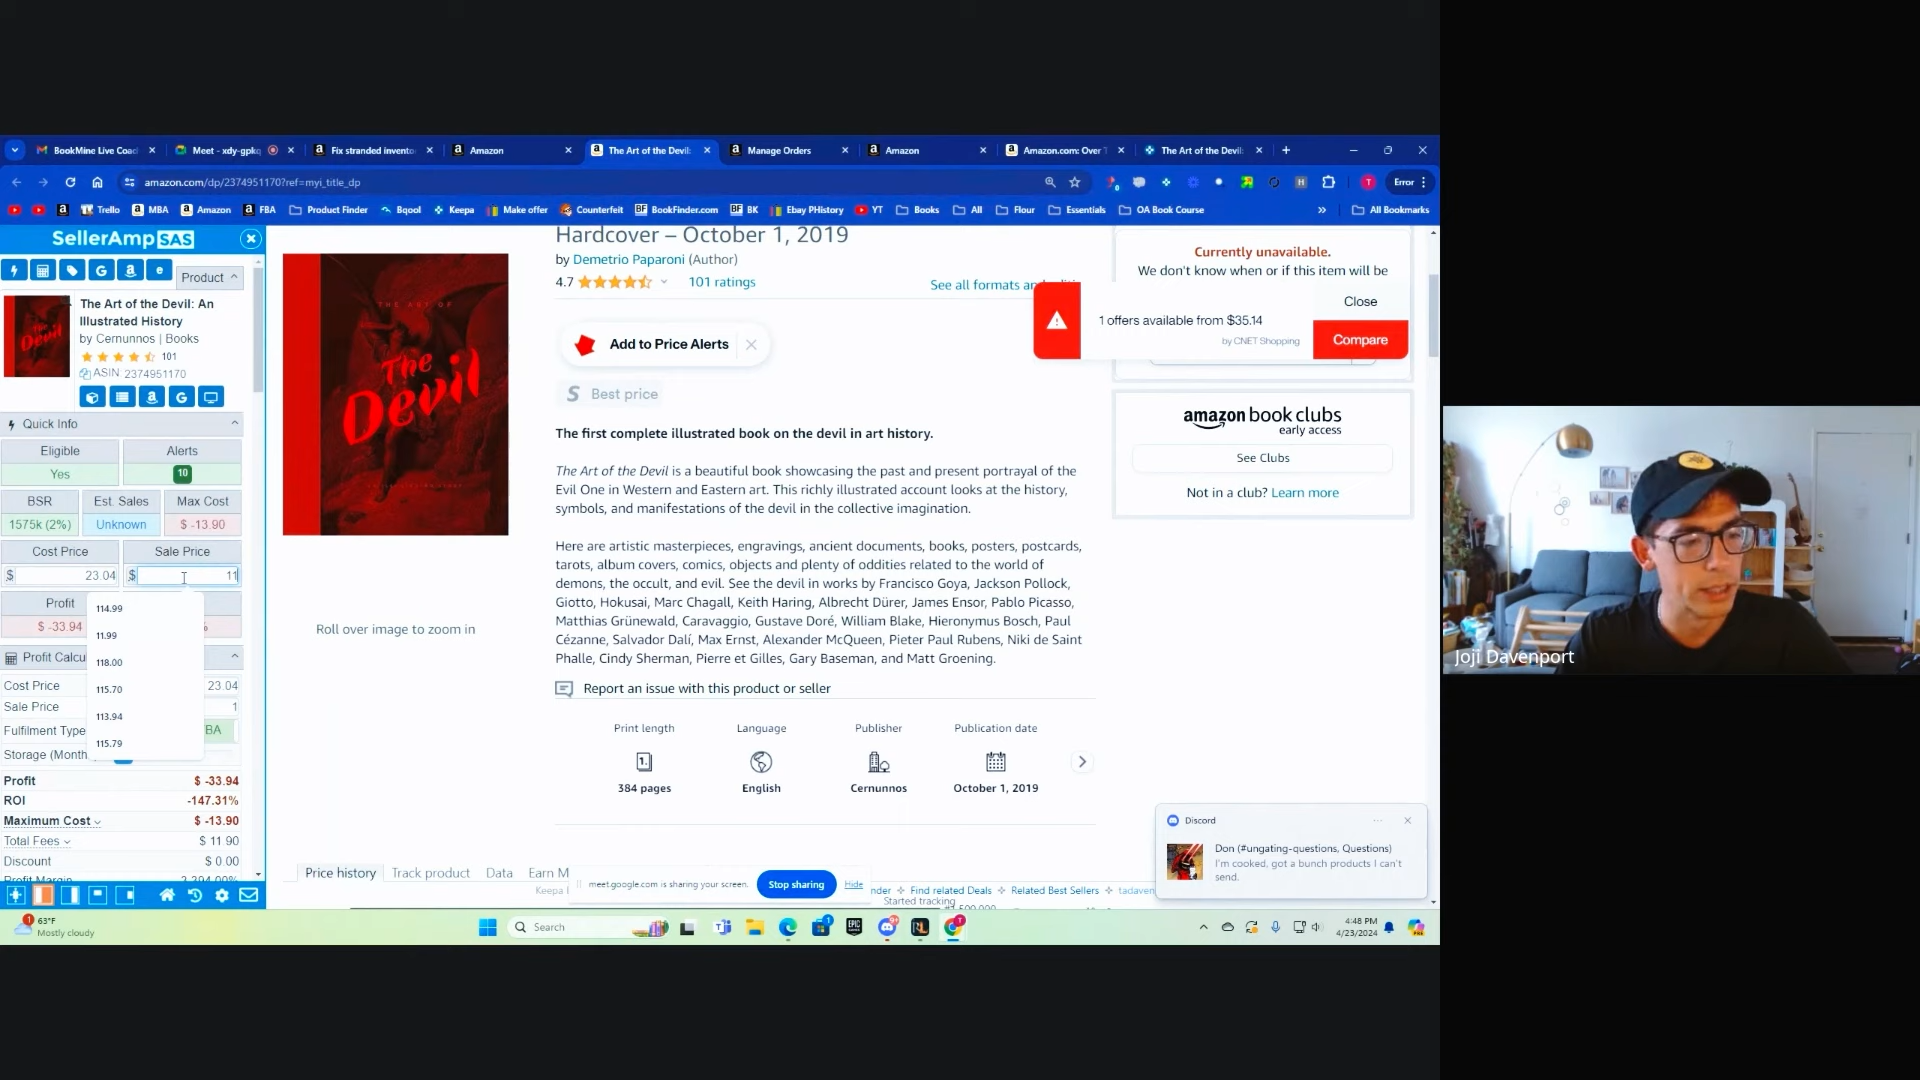 BookMine Live Coac
Meet - xdy-gpkq
Fix stranded invento
Amazon
The Art of the Devil:
Manage Orders
Amazon
Amazon.com: Over 1
The Art of the Devil:
amazon.com/dp/2374951170?ref=myi_title_dp
Error
Trello
MBA
Amazon
FBA
Product Finder
Bqool
Keepa
Make offer
Counterfeit
BookFinder.com
BK
Ebay PHistory
YT
Books
All
Flour
Essentials
OA Book Course
All Bookmarks
SellerAmp SAS
Product
The Art of the Devil: An
Illustrated History
by Cernunnos | Books
101
ASIN: 2374951170
Quick Info
Eligible
Alerts
Yes
10
BSR
Est. Sales
Max Cost
1575k (2%)
Unknown
$ -13.90
Cost Price
Sale Price
$ 23.04
$ 11
Profit
$ -33.94
%
114.99
11.99
118.00
115.70
113.94
115.79
Profit Calcu
Cost Price 23.04
Sale Price 1
Fulfilment Type BA
Storage (Month
Profit $ -33.94
ROI -147.31%
Maximum Cost $ -13.90
Total Fees $ 11.90
Discount $ 0.00
Hardcover – October 1, 2019
by Demetrio Paparoni (Author)
4.7 101 ratings
See all formats and
The Art of
The Devil
Add to Price Alerts
Best price
The first complete illustrated book on the devil in art history.
The Art of the Devil is a beautiful book showcasing the past and present portrayal of the
Evil One in Western and Eastern art. This richly illustrated account looks at the history,
symbols, and manifestations of the devil in the collective imagination.
Here are artistic masterpieces, engravings, ancient documents, books, posters, postcards,
tarots, album covers, comics, objects and plenty of oddities related to the world of
demons, the occult, and evil. See the devil in works by Francisco Goya, Jackson Pollock,
Giotto, Hokusai, Marc Chagall, Keith Haring, Albrecht Dürer, James Ensor, Pablo Picasso,
Matthias Grünewald, Caravaggio, Gustave Doré, William Blake, Hieronymus Bosch, Paul
Cézanne, Salvador Dalí, Max Ernst, Alexander McQueen, Pieter Paul Rubens, Niki de Saint
Phalle, Cindy Sherman, Pierre et Gilles, Gary Baseman, and Matt Groening.
Roll over image to zoom in
Report an issue with this product or seller
Print length
Language
Publisher
Publication date
384 pages
English
Cernunnos
October 1, 2019
Price history
Track product
Data
Earn M
Keepa
meet.google.com is sharing your screen.
Stop sharing
Hide
nder
Find related Deals
Related Best Sellers
tadaven
Started tracking
Currently unavailable.
We don't know when or if this item will be
Close
1 offers available from $35.14
by CNET Shopping
Compare
amazon book clubs
early access
See Clubs
Not in a club? Learn more
Discord
Don (#ungating-questions, Questions)
I'm cooked, got a bunch products I can't
send.
63°F
Mostly cloudy
Search
4:48 PM
4/23/2024
Joji Davenport